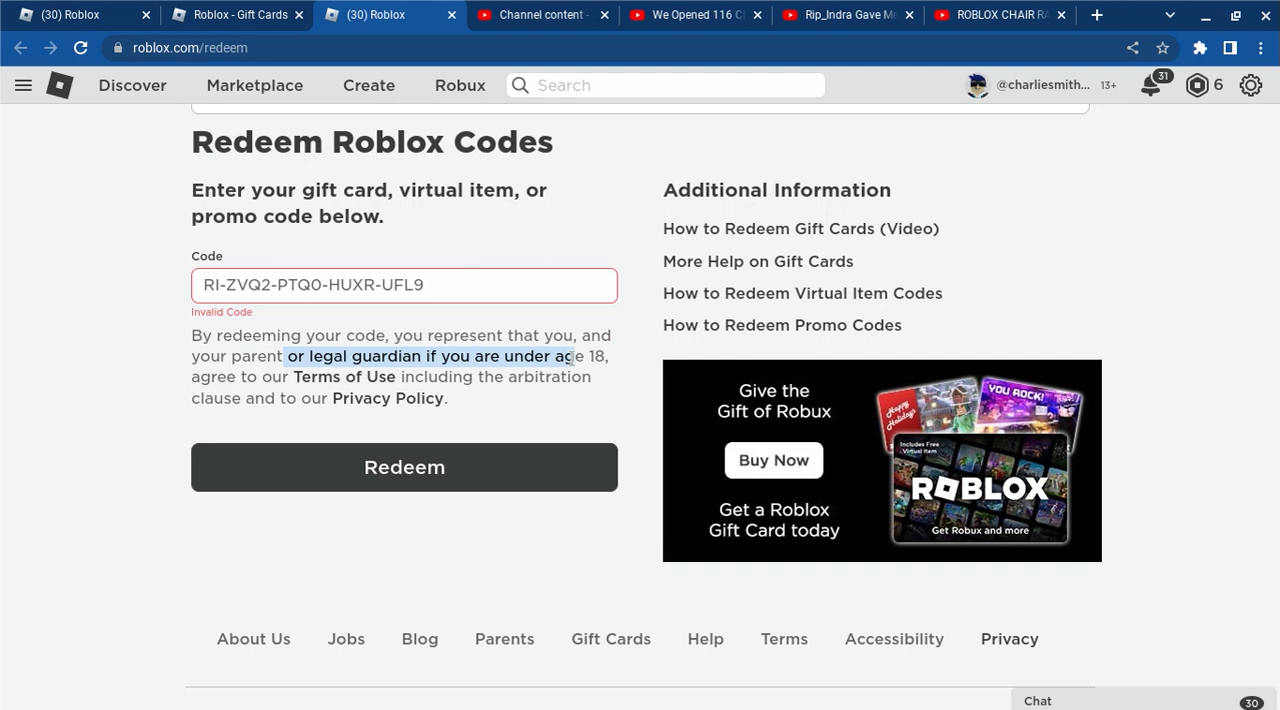 (30) Roblox
Roblox - Gift Cards
(30) Roblox
Channel content -
We Opened 116 C
Rip_Indra Gave Me
ROBLOX CHAIR RA
roblox.com/redeem
Discover
Marketplace
Create
Robux
Search
@charliesmith...
13+
31
6
Redeem Roblox Codes
Enter your gift card, virtual item, or
promo code below.
Code
RI-ZVQ2-PTQ0-HUXR-UFL9
Invalid Code
By redeeming your code, you represent that you, and
your parent or legal guardian if you are under age 18,
agree to our Terms of Use including the arbitration
clause and to our Privacy Policy.
Redeem
Additional Information
How to Redeem Gift Cards (Video)
More Help on Gift Cards
How to Redeem Virtual Item Codes
How to Redeem Promo Codes
Give the
Gift of Robux
Buy Now
Get a Roblox
Gift Card today
Happy
Holidays
YOU ROCK!
Includes Free
Virtual Item
ROBLOX
Get Robux and more
About Us
Jobs
Blog
Parents
Gift Cards
Help
Terms
Accessibility
Privacy
Chat
30